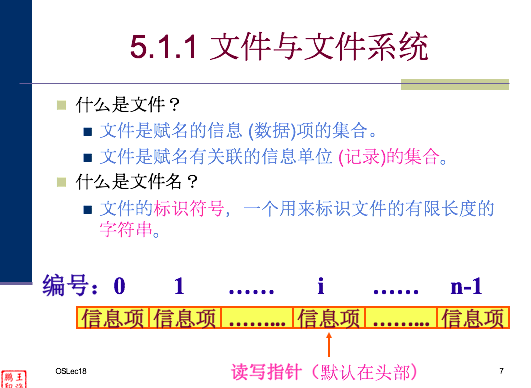 5.1.1 文件与文件系统
什么是文件？
文件是赋名的信息 (数据)项的集合。
文件是赋名有关联的信息单位 (记录)的集合。
什么是文件名？
文件的标识符号，一个用来标识文件的有限长度的
字符串。
编号：0 1 …… i …… n-1
信息项 信息项 ……... 信息项 ……... 信息项
读写指针（默认在头部）
OSLec18
7